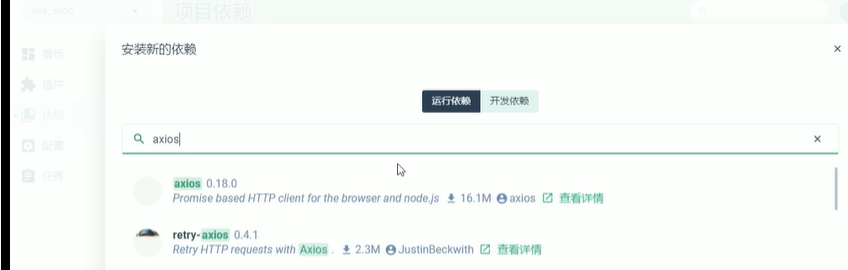 vue_shop
项目依赖
安装新的依赖
看板
插件
运行依赖 开发依赖
依赖
axios
配置
任务
axios 0.18.0
Promise based HTTP client for the browser and node.js 16.1M axios 查看详情
retry-axios 0.4.1
Retry HTTP requests with Axios . 2.3M JustinBeckwith 查看详情